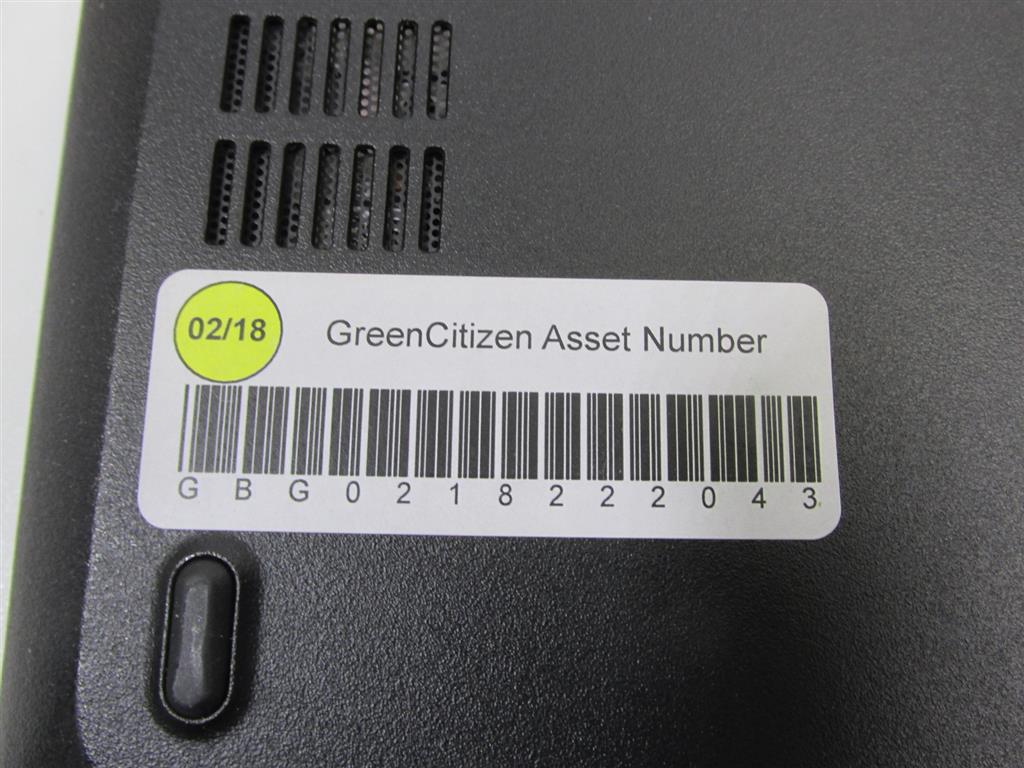 02/18
GreenCitizen Asset Number
GBG0218222043